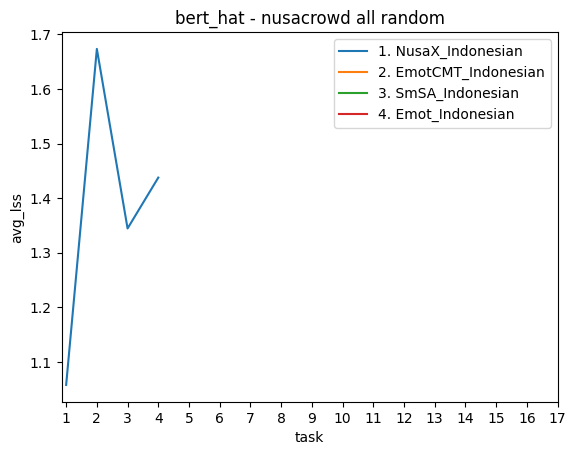 bert_hat - nusacrowd all random
1. NusaX_Indonesian
2. EmotCMT_Indonesian
3. SmSA_Indonesian
4. Emot_Indonesian
avg_lss
1.7
1.6
1.5
1.4
1.3
1.2
1.1
1 2 3 4 5 6 7 8 9 10 11 12 13 14 15 16 17
task